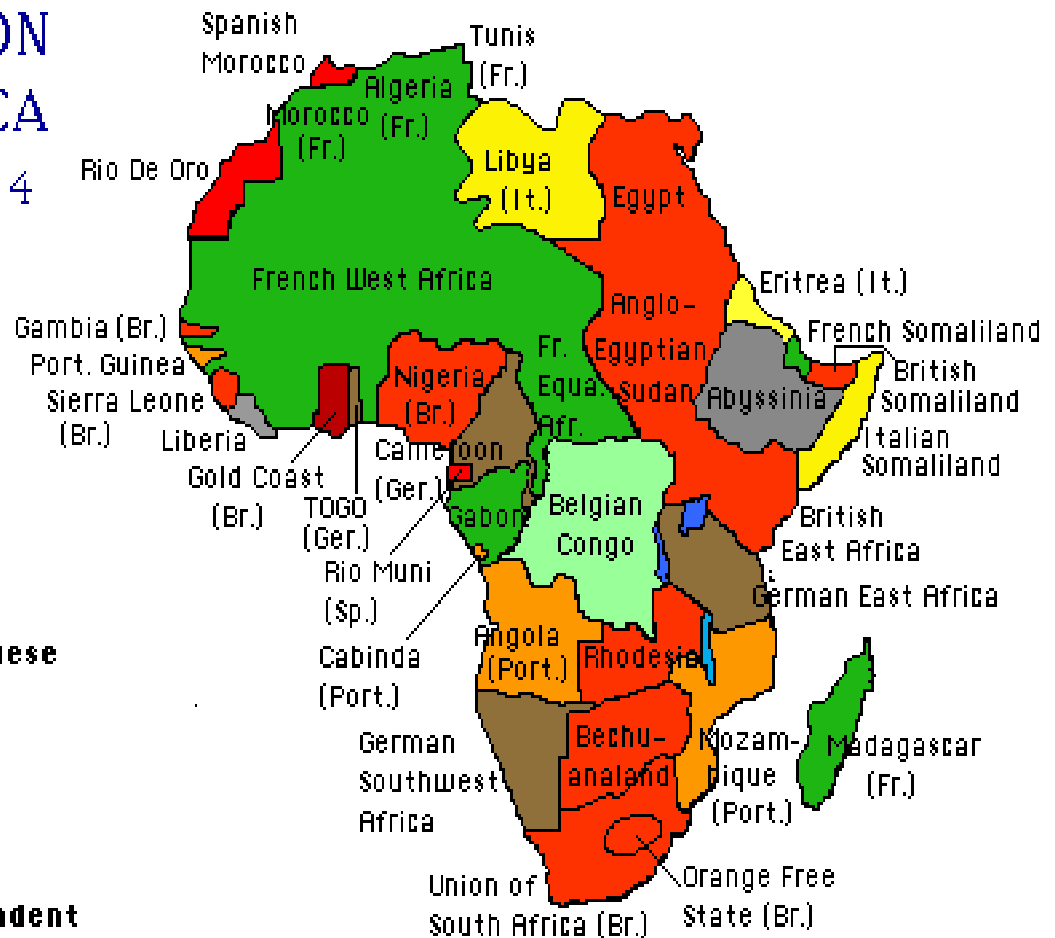 ON
CA
4
Spanish
Morocco
Tunis
(Fr.)
Algeria
(Fr.)
Morocco
(Fr.)
Rio De Oro
Libya
(It.)
Egypt
French West Africa
Eritrea (It.)
Anglo-
Egyptian
Sudan
Gambia (Br.)
French Somaliland
Port. Guinea
Fr.
Equa.
Afr.
British
Somaliland
Nigeria
(Br.)
Abyssinia
Sierra Leone
(Br.)
Liberia
Italian
Somaliland
Cameroon
(Ger.)
Gold Coast
(Br.)
TOGO
(Ger.)
Gabon
Belgian
Congo
British
East Africa
Rio Muni
(Sp.)
German East Africa
Cabinda
(Port.)
Angola
(Port.)
Rhodesia
uese
German
Southwest
Africa
Bechu-
analand
Mozam-
bique
(Port.)
Madagascar
(Fr.)
Union of
South Africa (Br.)
Orange Free
State (Br.)
ndent